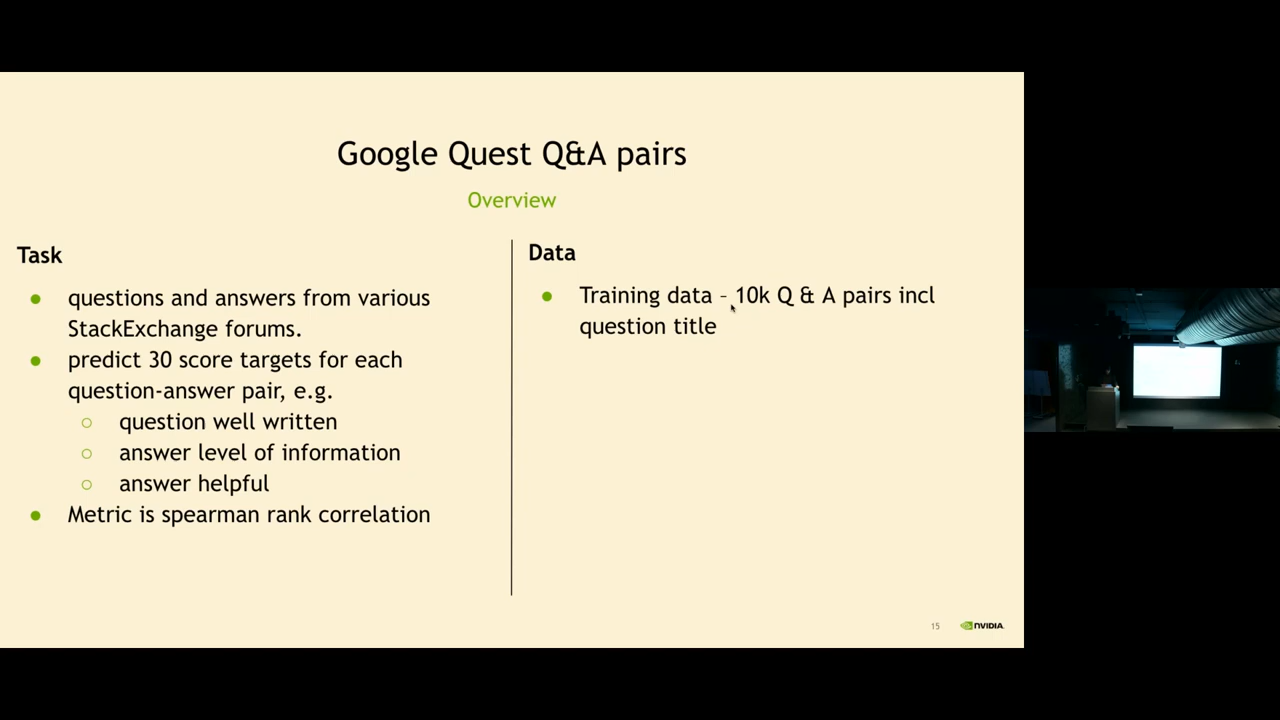 Google Quest Q&A pairs
Overview
Task
● questions and answers from various
StackExchange forums.
● predict 30 score targets for each
question-answer pair, e.g.
○ question well written
○ answer level of information
○ answer helpful
● Metric is spearman rank correlation
Data
● Training data – 10k Q & A pairs incl
question title
15
NVIDIA.